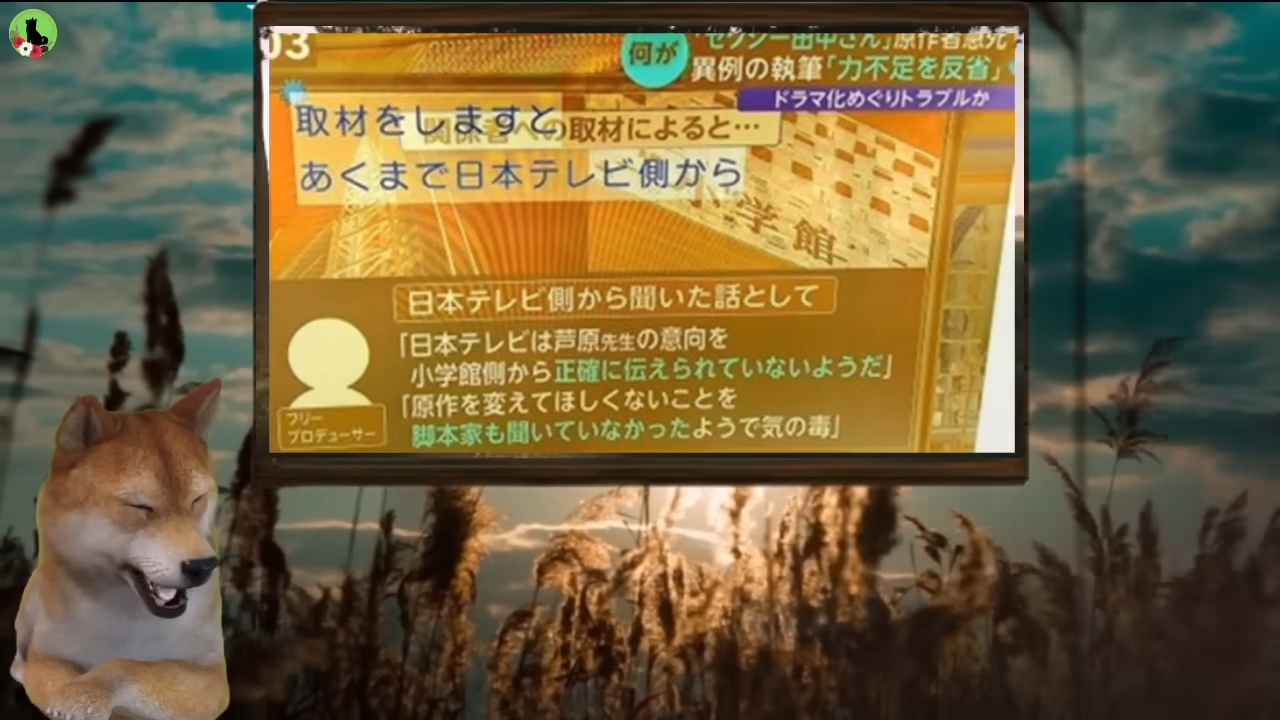 03
何が
「セクシー田中さん」原作者急死
異例の執筆「力不足を反省」
ドラマ化めぐりトラブルか
取材をしますと
関係者への取材によると…
あくまで日本テレビ側から
小学館
日本テレビ側から聞いた話として
「日本テレビは芦原先生の意向を
小学館側から正確に伝えられていないようだ」
「原作を変えてほしくないことを
脚本家も聞いていなかったようで気の毒」
フリー
プロデューサー